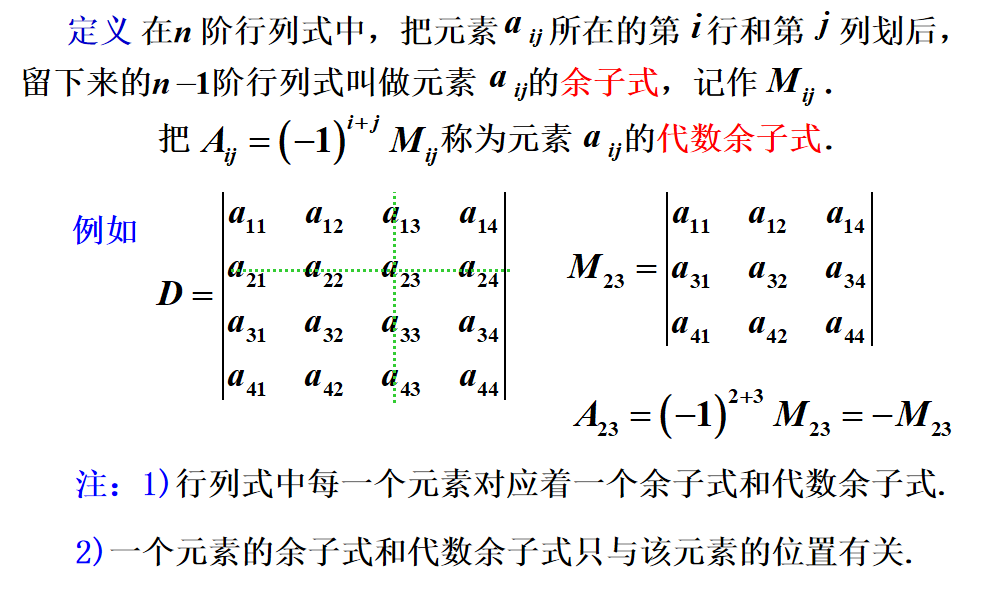 定义 在n 阶行列式中，把元素 a_{ij} 所在的第 i 行和第 j 列划后，
留下来的n −1阶行列式叫做元素 a_{ij}的余子式，记作 M_{ij} .
把 A_{ij} = (−1)^{i+j} M_{ij}称为元素 a_{ij}的代数余子式.
例如
D = | a_{11} a_{12} a_{13} a_{14} |
| a_{21} a_{22} a_{23} a_{24} |
| a_{31} a_{32} a_{33} a_{34} |
| a_{41} a_{42} a_{43} a_{44} |
M_{23} = | a_{11} a_{12} a_{14} |
| a_{31} a_{32} a_{34} |
| a_{41} a_{42} a_{44} |
A_{23} = (−1)^{2+3} M_{23} = −M_{23}
注：1)行列式中每一个元素对应着一个余子式和代数余子式.
2)一个元素的余子式和代数余子式只与该元素的位置有关.